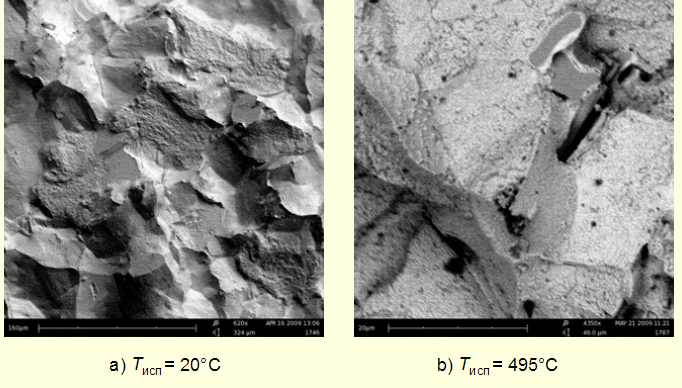 160µm 620x APR 16 2009 13:06
324 µm 1746
20µm 4350x MAY 21 2009 11:21
46.0 µm 1787
a) Tисп = 20°C
b) Tисп = 495°C